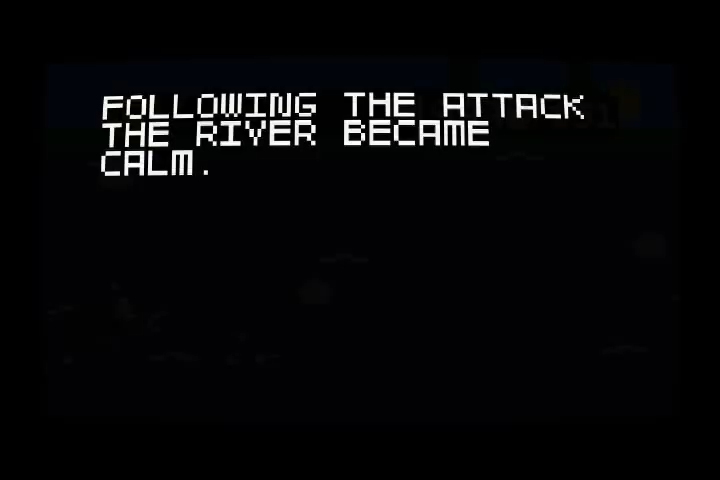 FOLLOWING THE ATTACK
THE RIVER BECAME
CALM.